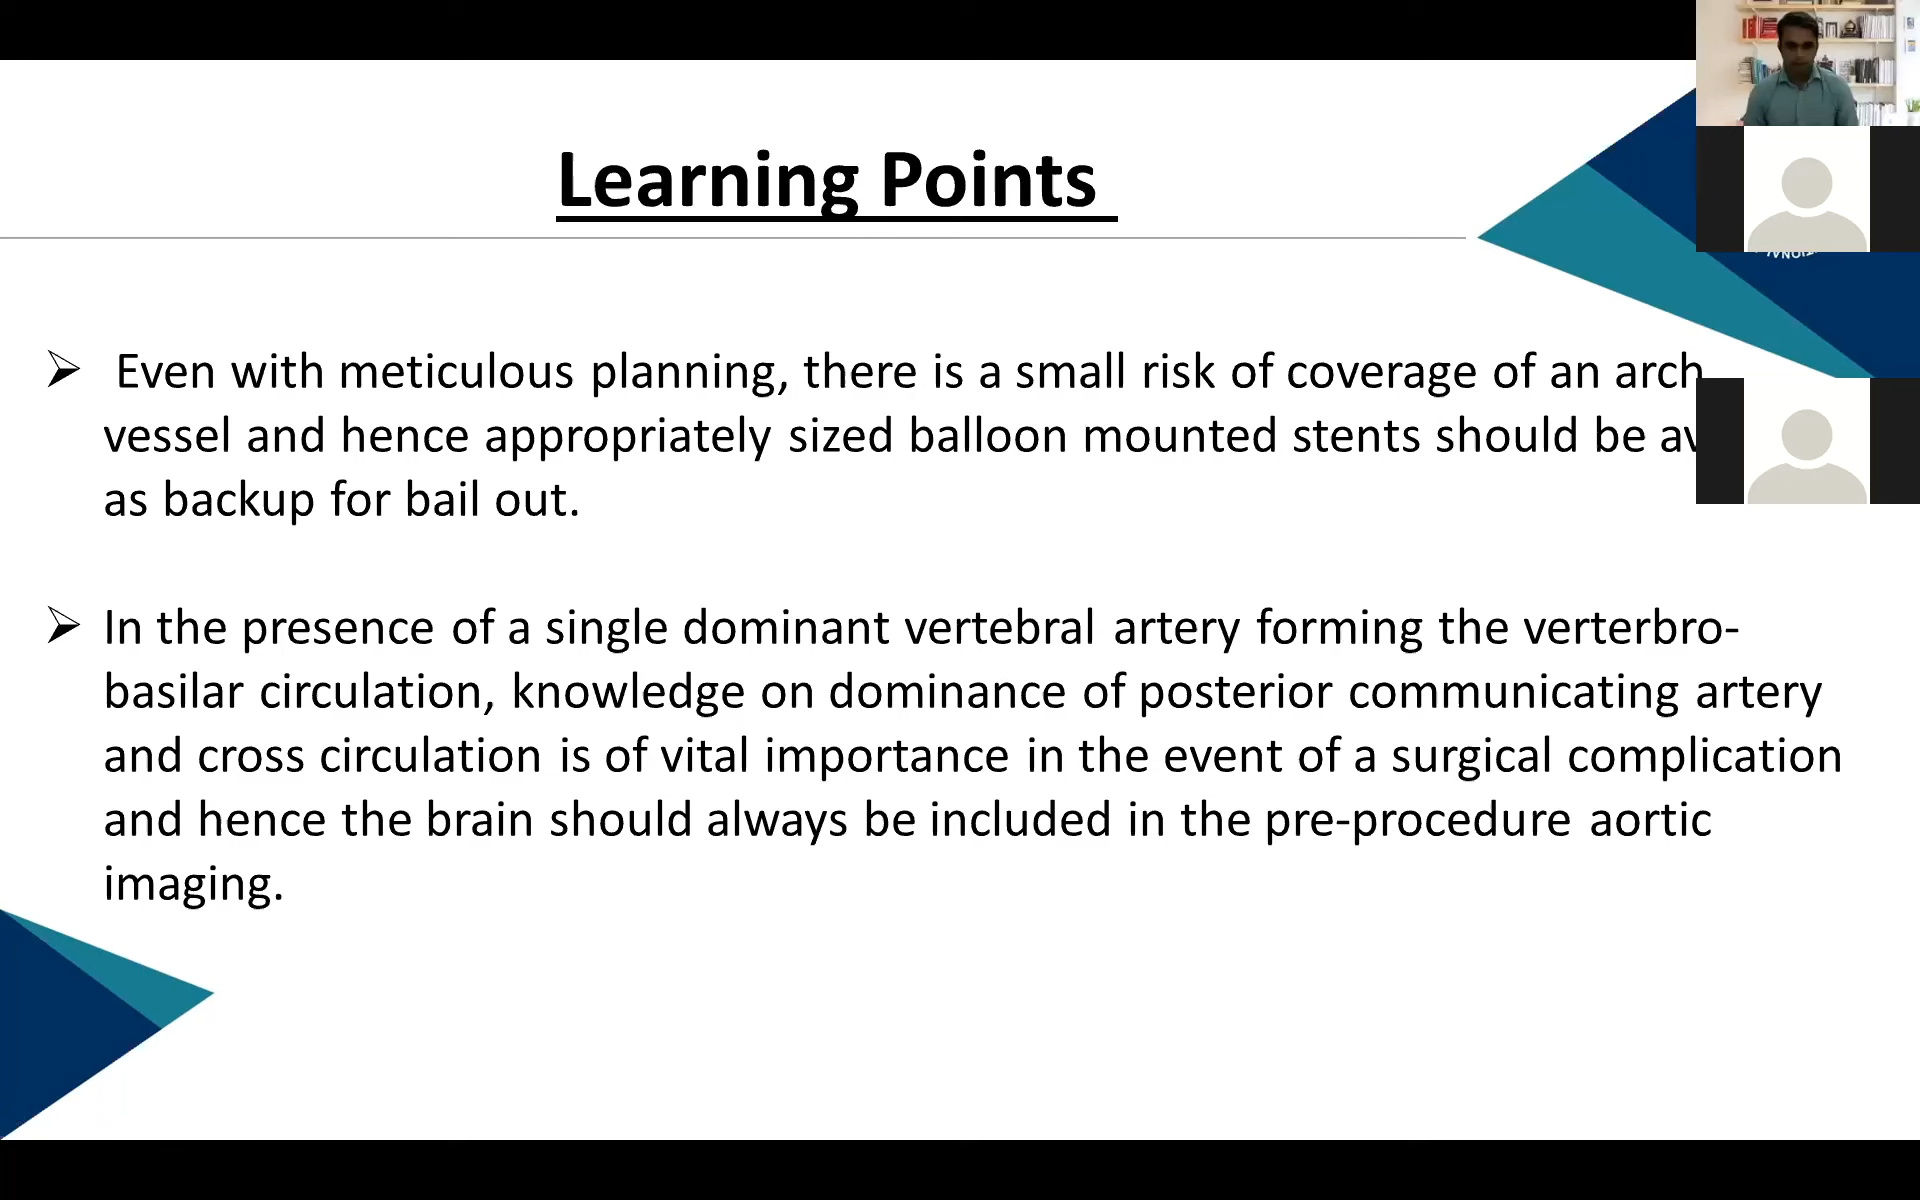 Learning Points
➢ Even with meticulous planning, there is a small risk of coverage of an arch
vessel and hence appropriately sized balloon mounted stents should be
as backup for bail out.
➢ In the presence of a single dominant vertebral artery forming the verterbro-
basilar circulation, knowledge on dominance of posterior communicating artery
and cross circulation is of vital importance in the event of a surgical complication
and hence the brain should always be included in the pre-procedure aortic
imaging.